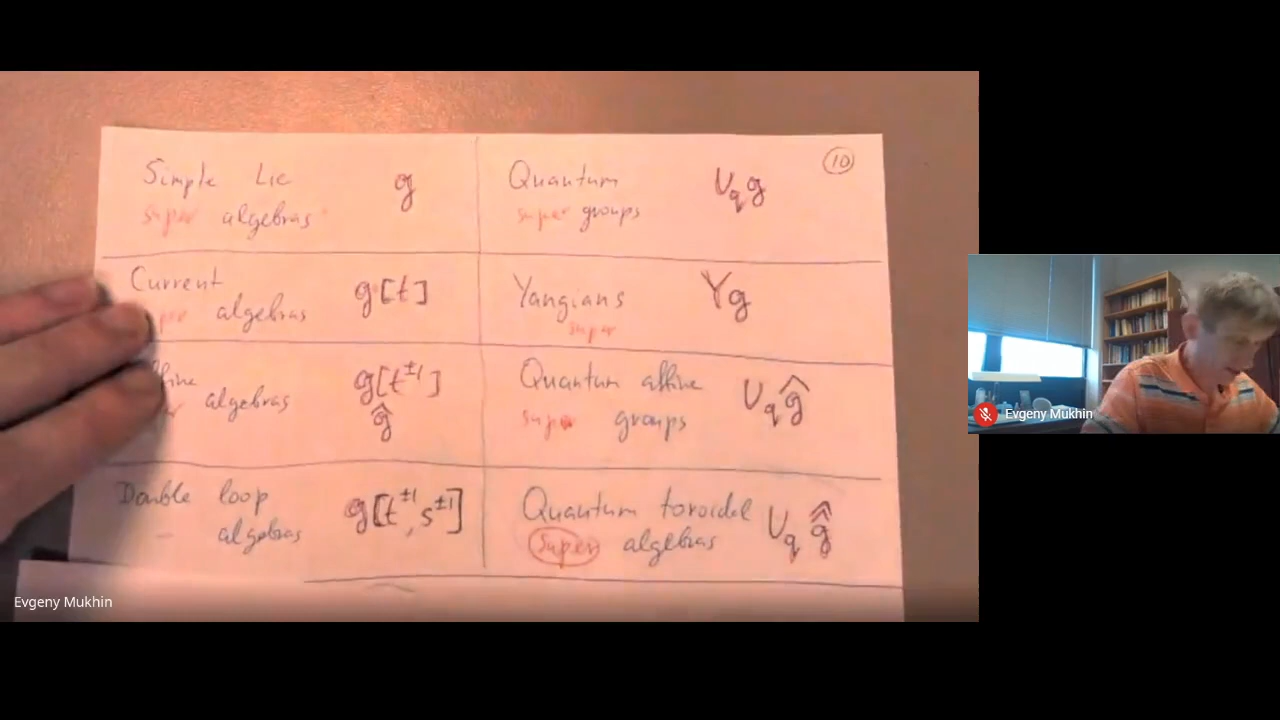 10
Simple Lie
super algebras
g
Quantum
super groups
U_q g
Current
algebras
g[t]
Yangians
super
Yg
algebras
g[t^{±1}]
ĝ
Quantum affine
super groups
U_q ĝ
Double loop
algebras
g[t^{±1}, s^{±1}]
Quantum toroidal
super algebras
U_q g^^
Evgeny Mukhin
Evgeny Mukhin